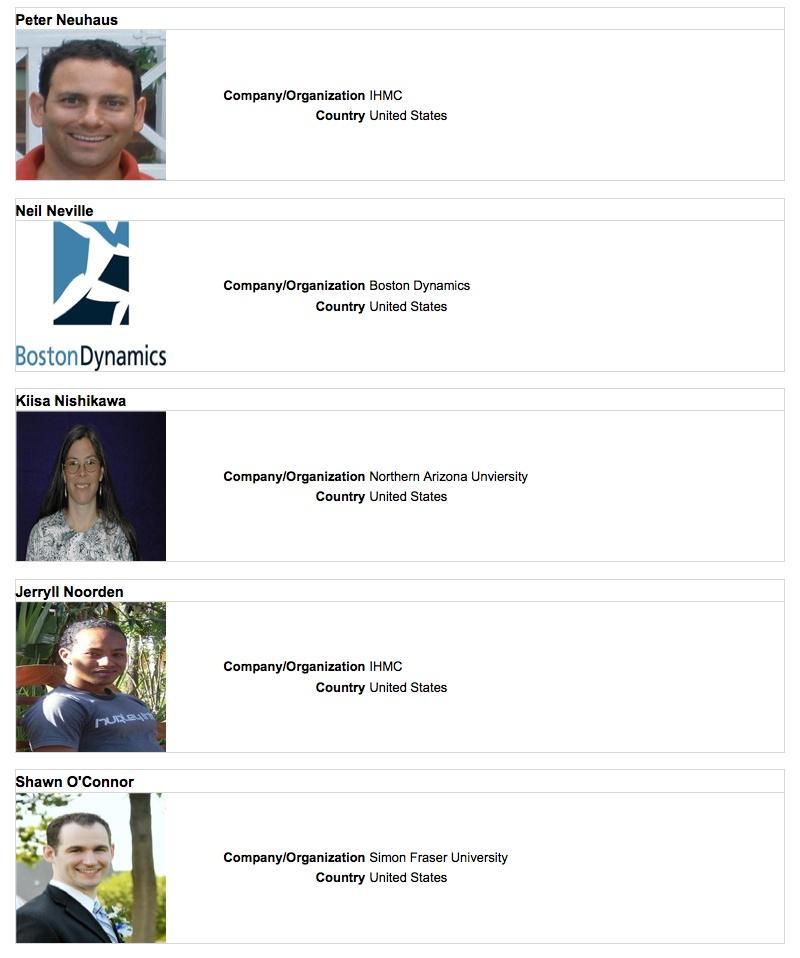 Peter Neuhaus
Company/Organization IHMC
Country United States
Neil Neville
BostonDynamics
Company/Organization Boston Dynamics
Country United States
Kiisa Nishikawa
Company/Organization Northern Arizona Unviersity
Country United States
Jerryll Noorden
Company/Organization IHMC
Country United States
Shawn O'Connor
Company/Organization Simon Fraser University
Country United States